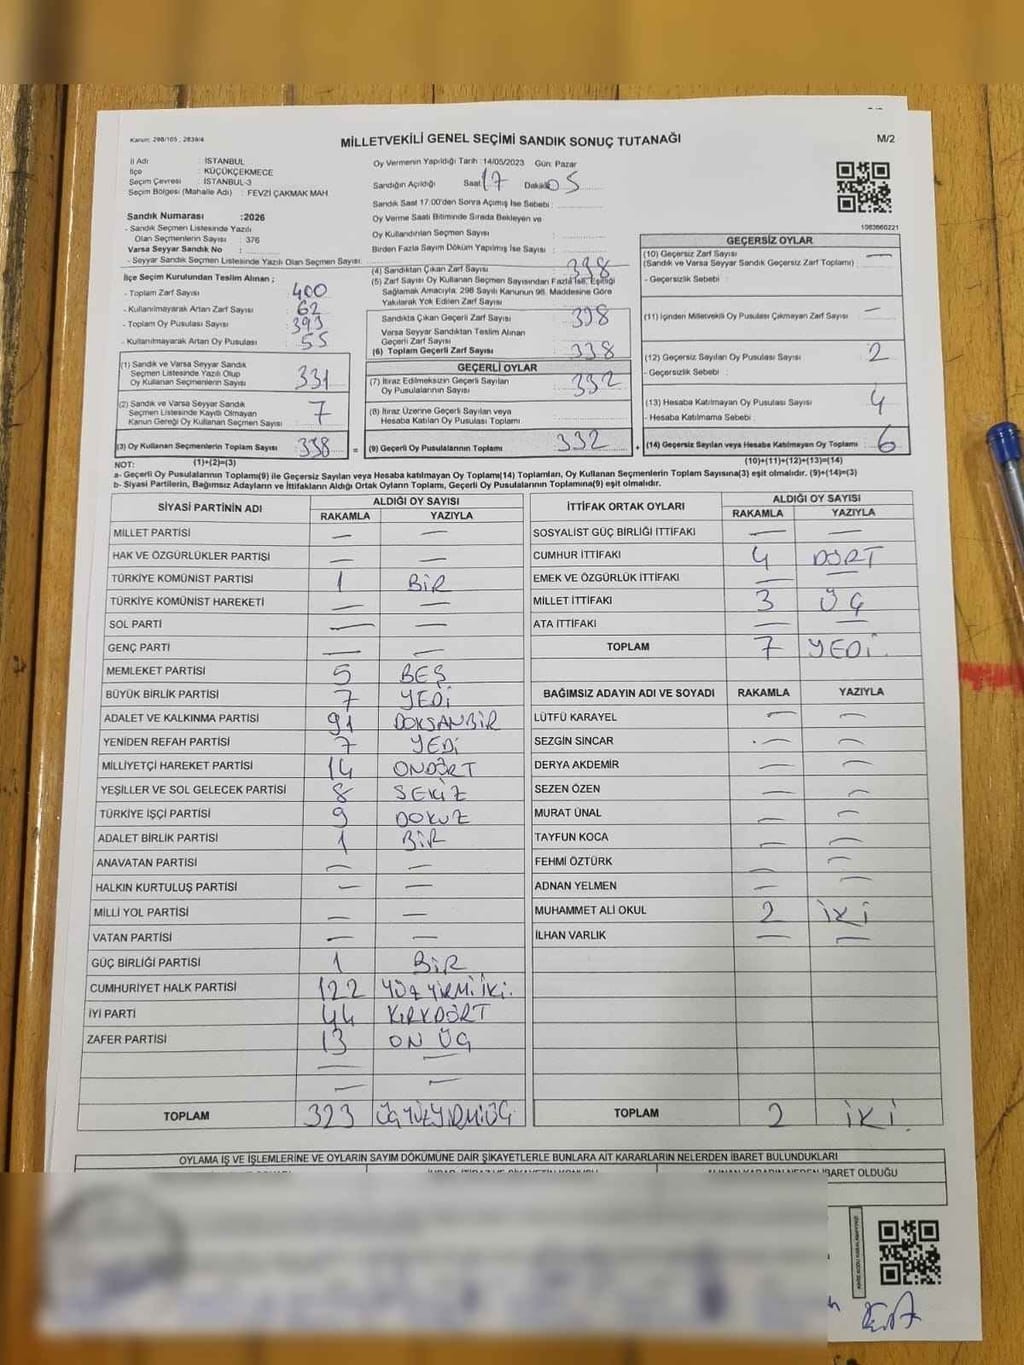 Kanun: 298/105 ; 2839/4
MİLLETVEKİLİ GENEL SEÇİMİ SANDIK SONUÇ TUTANAĞI
M/2
İl Adı : İSTANBUL
İlçe : KÜÇÜKÇEKMECE
Seçim Çevresi : İSTANBUL-3
Seçim Bölgesi (Mahalle Adı) : FEVZİ ÇAKMAK MAH
Sandık Numarası :2026
- Sandık Seçmen Listesinde Yazılı
Olan Seçmenlerin Sayısı : 376
Varsa Seyyar Sandık No :
- Seyyar Sandık Seçmen Listesinde Yazılı Olan Seçmen Sayısı:
İlçe Seçim Kurulundan Teslim Alınan ;
- Toplam Zarf Sayısı 400
- Kullanılmayarak Artan Zarf Sayısı 62
- Toplam Oy Pusulası Sayısı 393
- Kullanılmayarak Artan Oy Pusulası 55
(1) Sandık ve Varsa Seyyar Sandık
Seçmen Listesinde Yazılı Olup
Oy Kullanan Seçmenlerin Sayısı 331
(2) Sandık ve Varsa Seyyar Sandık
Seçmen Listesinde Kayıtlı Olmayan
Kanun Gereği Oy Kullanan Seçmen Sayısı 7
(3) Oy Kullanan Seçmenlerin Toplam Sayısı 338 =
Oy Vermenin Yapıldığı Tarih :14/05/2023 Gün: Pazar
Sandığın Açıldığı Saat 17 Dakika 05
Sandık Saat 17:00'den Sonra Açılmış İse Sebebi :
Oy Verme Saati Bitiminde Sırada Bekleyen ve
Oy Kullandırılan Seçmen Sayısı :
Birden Fazla Sayım Döküm Yapılmış İse Sayısı :
(4) Sandıktan Çıkan Zarf Sayısı 338
(5) Zarf Sayısı Oy Kullanan Seçmen Sayısından Fazla İse, Eşitliği
Sağlamak Amacıyla, 298 Sayılı Kanunun 98. Maddesine Göre
Yakılarak Yok Edilen Zarf Sayısı
Sandıkta Çıkan Geçerli Zarf Sayısı 338
Varsa Seyyar Sandıktan Teslim Alınan
Geçerli Zarf Sayısı
(6) Toplam Geçerli Zarf Sayısı 338
GEÇERLİ OYLAR
(7) İtiraz Edilmeksizin Geçerli Sayılan
Oy Pusulalarının Sayısı 332
(8) İtiraz Üzerine Geçerli Sayılan veya
Hesaba Katılan Oy Pusulası Toplamı
(9) Geçerli Oy Pusulalarının Toplamı 332 +
1083660221
GEÇERSİZ OYLAR
(10) Geçersiz Zarf Sayısı —
(Sandık ve Varsa Seyyar Sandık Geçersiz Zarf Toplamı)
- Geçersizlik Sebebi :
(11) İçinden Milletvekili Oy Pusulası Çıkmayan Zarf Sayısı —
(12) Geçersiz Sayılan Oy Pusulası Sayısı 2
- Geçersizlik Sebebi :
(13) Hesaba Katılmayan Oy Pusulası Sayısı 4
- Hesaba Katılmama Sebebi :
(14) Geçersiz Sayılan veya Hesaba Katılmayan Oy Toplamı : 6
NOT: (1)+(2)=(3) (10)+(11)+(12)+(13)=(14)
a- Geçerli Oy Pusulalarının Toplamı(9) ile Geçersiz Sayılan veya Hesaba katılmayan Oy Toplamı(14) Toplamları, Oy Kullanan Seçmenlerin Toplam Sayısına(3) eşit olmalıdır. (9)+(14)=(3)
b- Siyasi Partilerin, Bağımsız Adayların ve İttifakların Aldığı Ortak Oyların Toplamı, Geçerli Oy Pusulalarının Toplamına(9) eşit olmalıdır.
SİYASİ PARTİNİN ADI ALDIĞI OY SAYISI
RAKAMLA YAZIYLA
MİLLET PARTİSİ — —
HAK VE ÖZGÜRLÜKLER PARTİSİ — —
TÜRKİYE KOMÜNİST PARTİSİ 1 BİR
TÜRKİYE KOMÜNİST HAREKETİ — —
SOL PARTİ — —
GENÇ PARTİ — —
MEMLEKET PARTİSİ 5 BEŞ
BÜYÜK BİRLİK PARTİSİ 7 YEDİ
ADALET VE KALKINMA PARTİSİ 91 DOKSANBİR
YENİDEN REFAH PARTİSİ 7 YEDİ
MİLLİYETÇİ HAREKET PARTİSİ 14 ONDÖRT
YEŞİLLER VE SOL GELECEK PARTİSİ 8 SEKİZ
TÜRKİYE İŞÇİ PARTİSİ 9 DOKUZ
ADALET BİRLİK PARTİSİ 1 BİR
ANAVATAN PARTİSİ — —
HALKIN KURTULUŞ PARTİSİ — —
MİLLİ YOL PARTİSİ — —
VATAN PARTİSİ — —
GÜÇ BİRLİĞİ PARTİSİ 1 BİR
CUMHURİYET HALK PARTİSİ 122 YÜZ YİRMİ İKİ.
İYİ PARTİ 44 KIRKDÖRT
ZAFER PARTİSİ 13 ON ÜÇ
— —
— —
TOPLAM 323 ÜÇYÜZYİRMİÜÇ
İTTİFAK ORTAK OYLARI ALDIĞI OY SAYISI
RAKAMLA YAZIYLA
SOSYALİST GÜÇ BİRLİĞİ İTTİFAKI — —
CUMHUR İTTİFAKI 4 DÖRT
EMEK VE ÖZGÜRLÜK İTTİFAKI — —
MİLLET İTTİFAKI 3 ÜÇ
ATA İTTİFAKI — —
TOPLAM 7 YEDİ.
BAĞIMSIZ ADAYIN ADI VE SOYADI RAKAMLA YAZIYLA
LÜTFÜ KARAYEL — —
SEZGİN SİNCAR — —
DERYA AKDEMİR — —
SEZEN ÖZEN — —
MURAT ÜNAL — —
TAYFUN KOCA — —
FEHMİ ÖZTÜRK — —
ADNAN YELMEN — —
MUHAMMET ALİ OKUL 2 İKİ
İLHAN VARLIK — —
TOPLAM 2 İKİ.
OYLAMA İŞ VE İŞLEMLERİNE VE OYLARIN SAYIM DÖKÜMÜNE DAİR ŞİKAYETLERLE BUNLARA AİT KARARLARIN NELERDEN İBARET BULUNDUKLARI
İBARET OLDUĞU